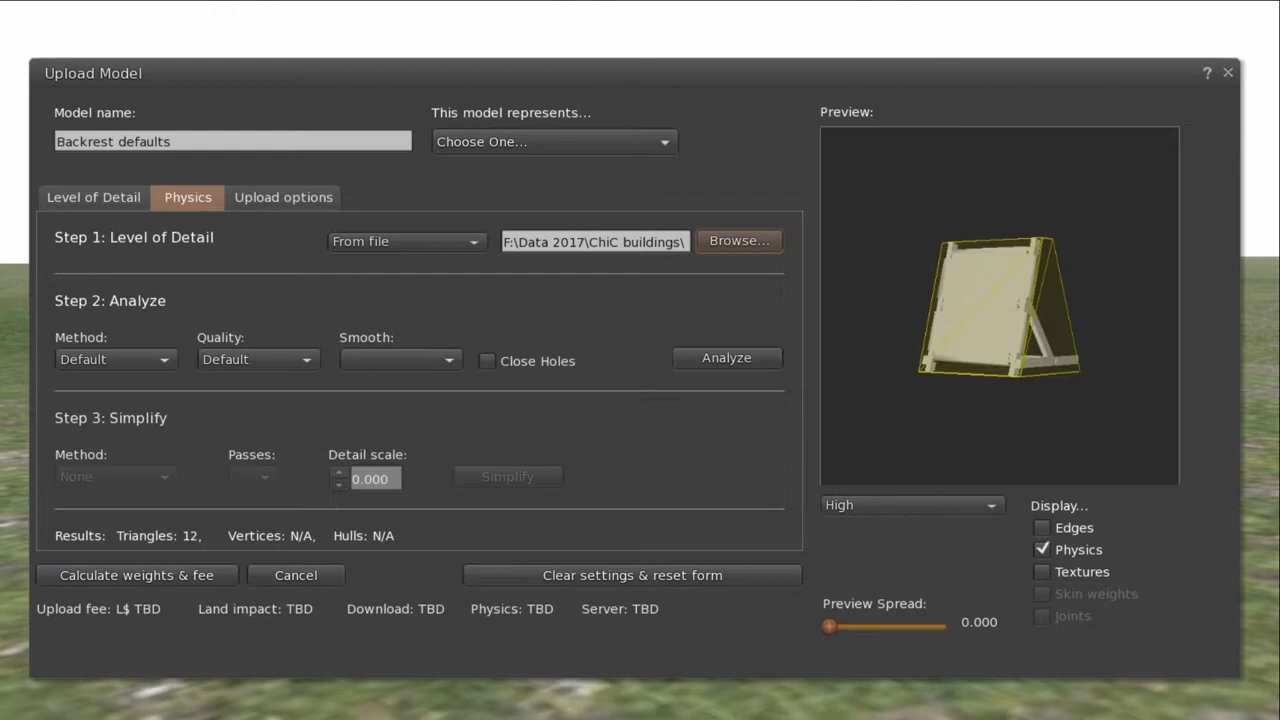 Upload Model
?
Model name:
This model represents...
Preview:
Backrest defaults
Choose One...
Level of Detail
Physics
Upload options
Step 1: Level of Detail
From file
F:\Data 2017\ChiC buildings\
Browse...
Step 2: Analyze
Method:
Quality:
Smooth:
Default
Default
Close Holes
Analyze
Step 3: Simplify
Method:
Passes:
Detail scale:
None
0.000
Simplify
High
Display...
Edges
Results: Triangles: 12, Vertices: N/A, Hulls: N/A
Physics
Calculate weights & fee
Cancel
Clear settings & reset form
Textures
Skin weights
Upload fee: L$ TBD Land impact: TBD Download: TBD Physics: TBD Server: TBD
Preview Spread:
Joints
0.000